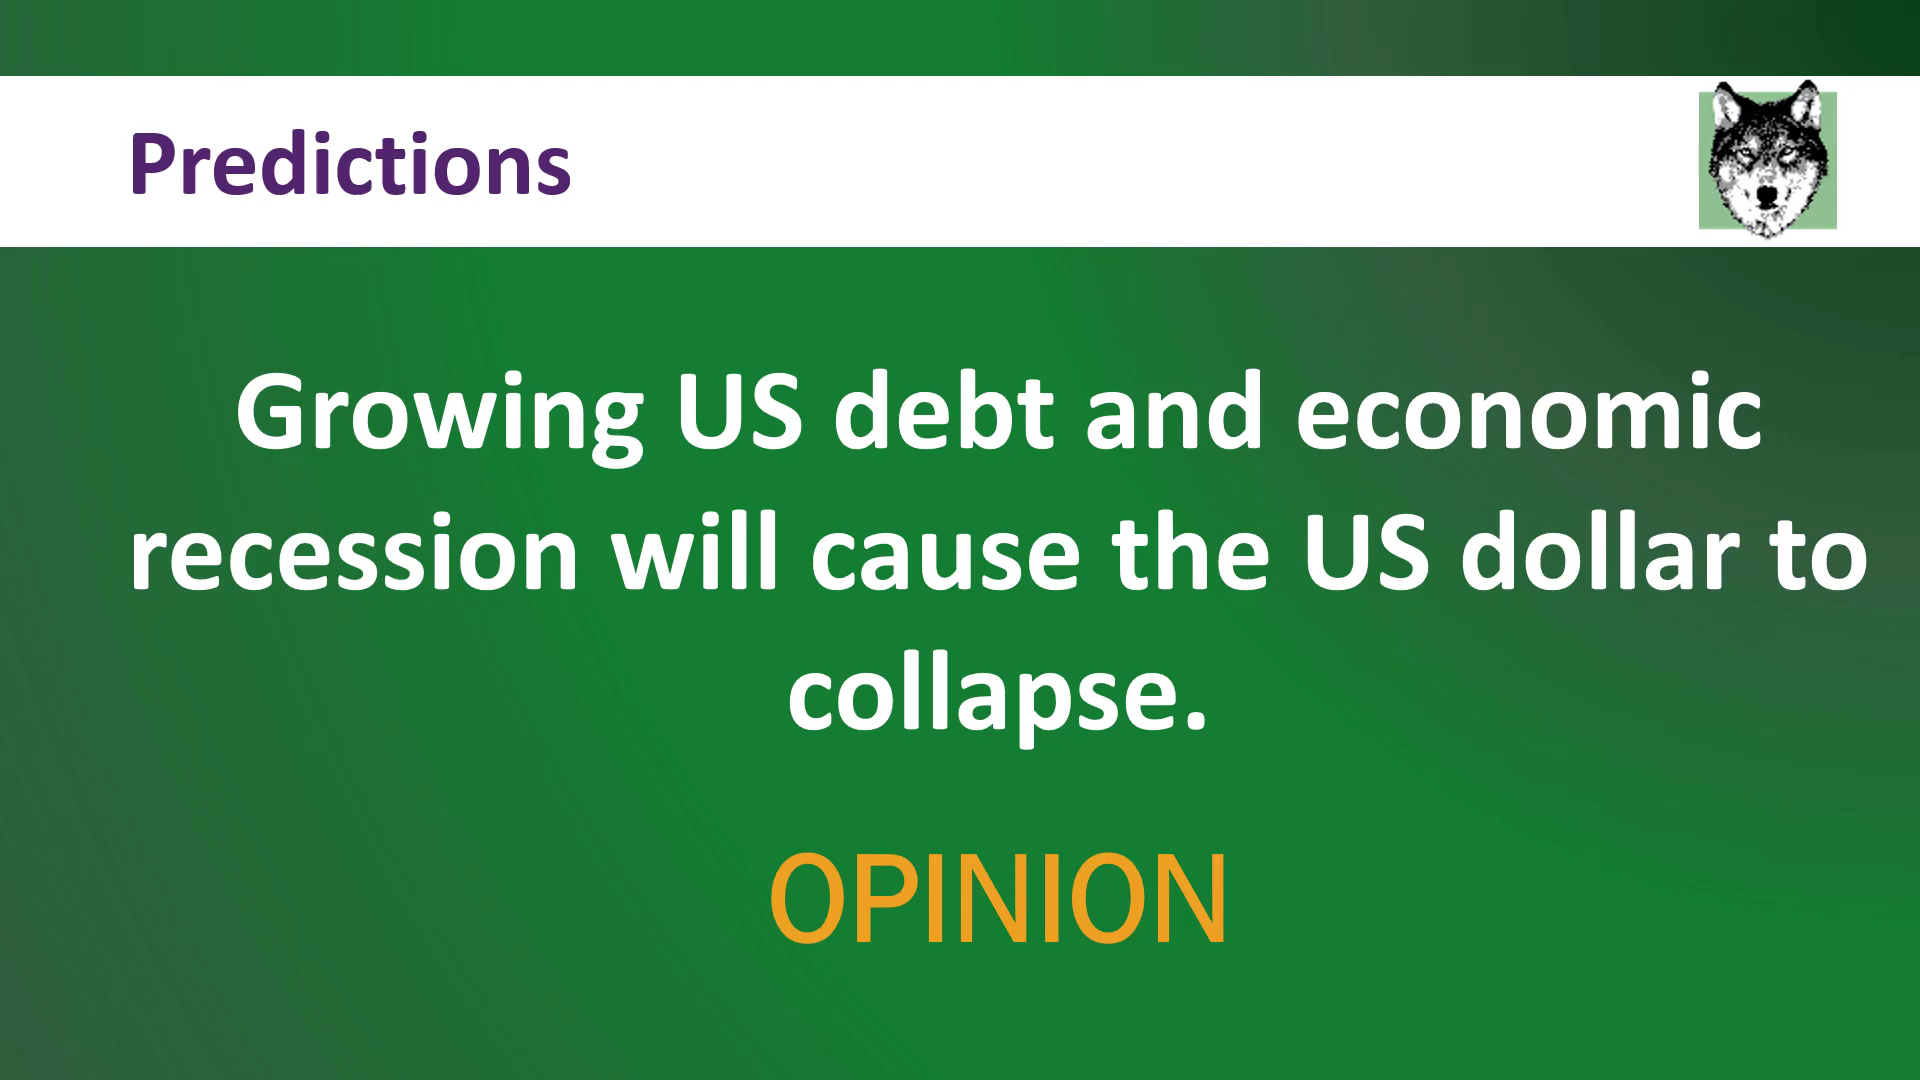 Predictions
Growing US debt and economic
recession will cause the US dollar to
collapse.
OPINION